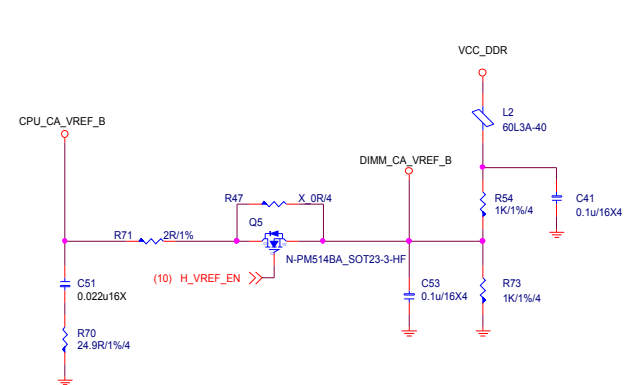 VCC_DDR
L2
60L3A-40
CPU_CA_VREF_B
DIMM_CA_VREF_B
R47
X_0R/4
R54
1K/1%/4
C41
0.1u/16X4
Q5
R71
2R/1%
N-PM514BA_SOT23-3-HF
(10) H_VREF_EN
C51
0.022u16X
C53
0.1u/16X4
R73
1K/1%/4
R70
24.9R/1%/4